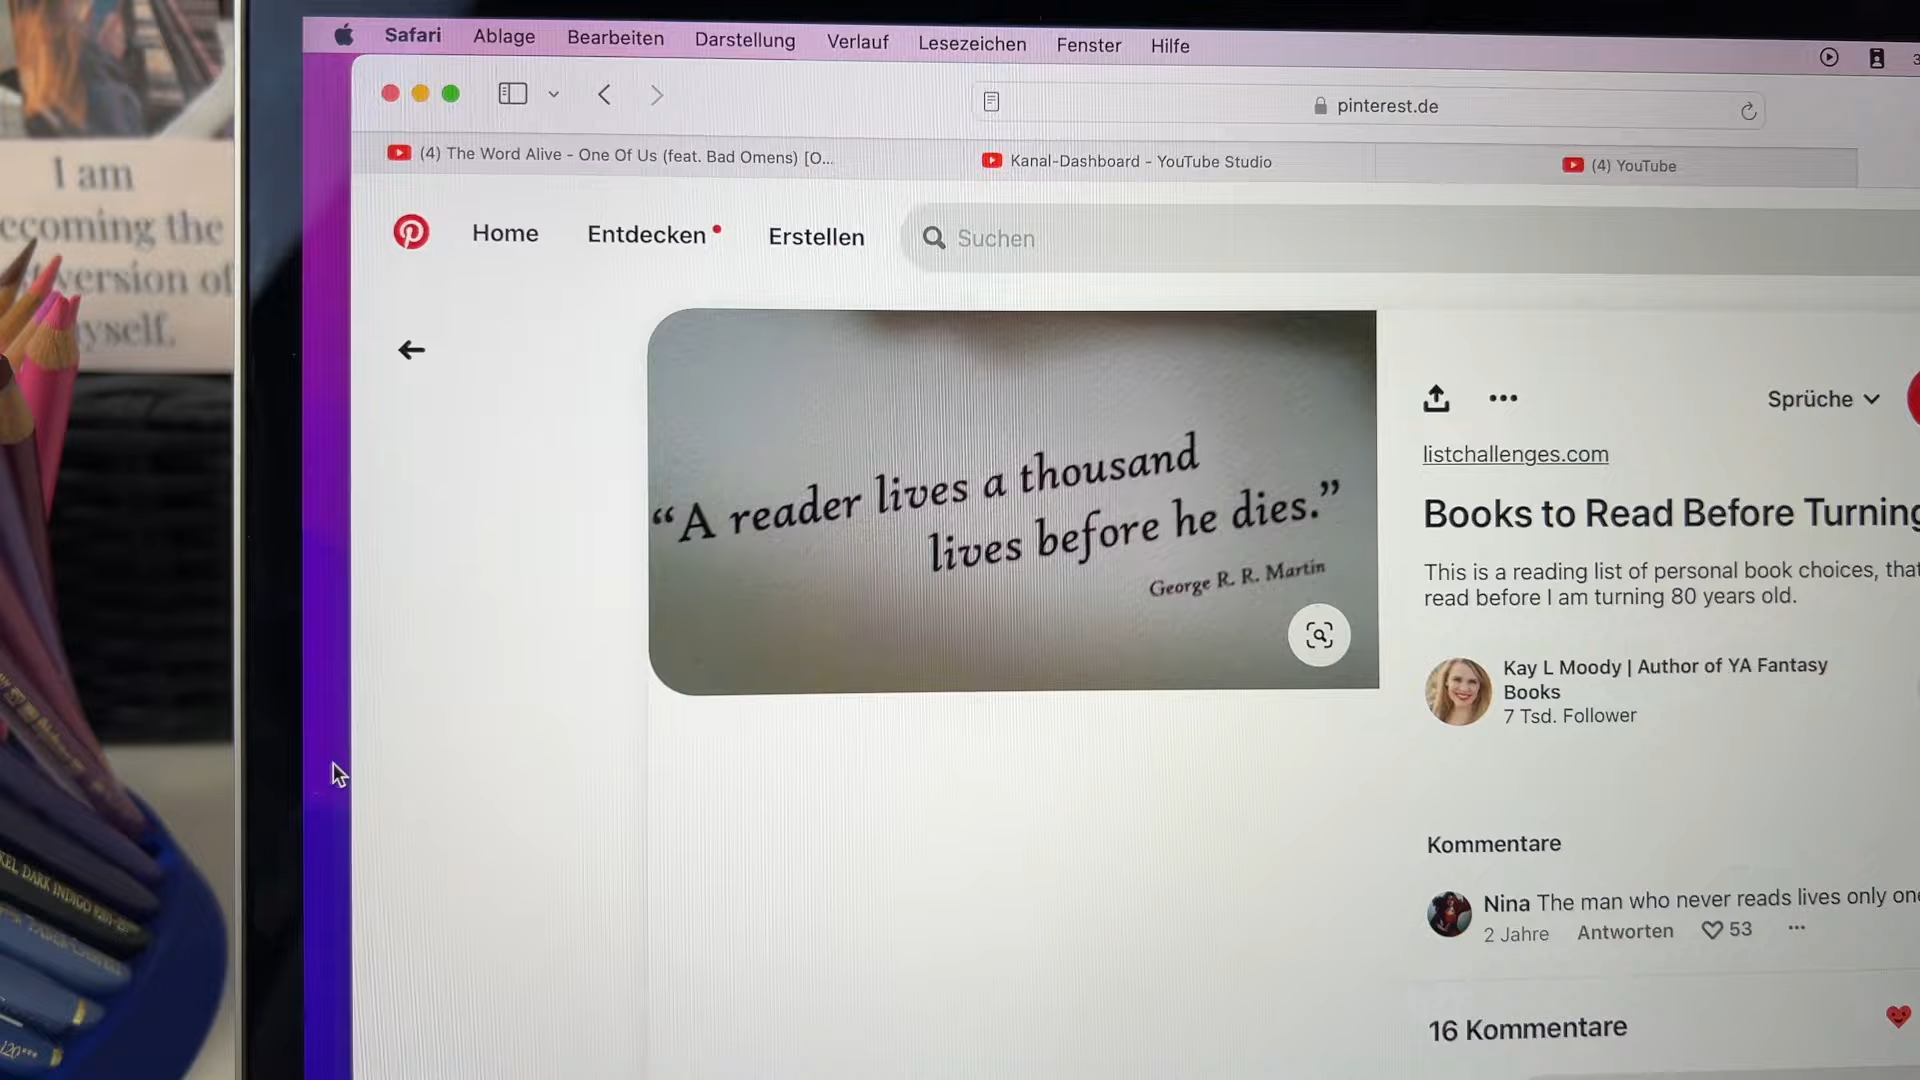 Safari Ablage Bearbeiten Darstellung Verlauf Lesezeichen Fenster Hilfe
pinterest.de
(4) The Word Alive - One Of Us (feat. Bad Omens) [O...
Kanal-Dashboard - YouTube Studio
(4) YouTube
Home Entdecken Erstellen Suchen
I am
ecoming the
version of
yself.
“A reader lives a thousand
lives before he dies.”
George R. R. Martin
Sprüche
listchallenges.com
Books to Read Before Turning
This is a reading list of personal book choices, that
read before I am turning 80 years old.
Kay L Moody | Author of YA Fantasy
Books
7 Tsd. Follower
Kommentare
Nina The man who never reads lives only one
2 Jahre Antworten 53
16 Kommentare
DARK INDIGO